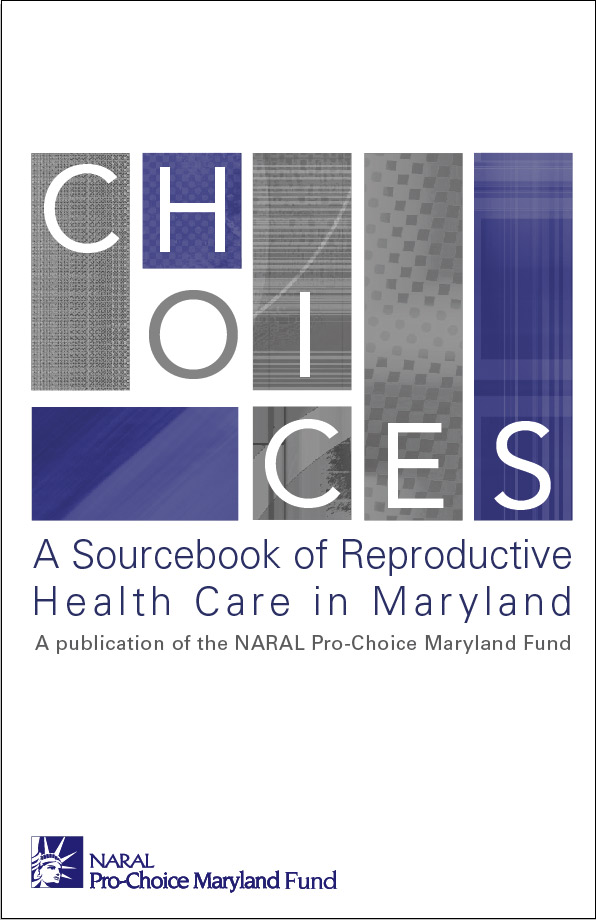 CH
OI
CES
A Sourcebook of Reproductive
Health Care in Maryland
A publication of the NARAL Pro-Choice Maryland Fund
NARAL
Pro-Choice Maryland Fund